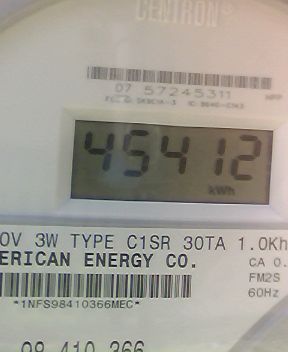 CENTRON®
07 57245311
45412
kWh
0V 3W TYPE C1SR 30TA 1.0Kh
ERICAN ENERGY CO.
CA 0.
FM2S
60Hz
*1NFS98410366MEC*
98 410 366